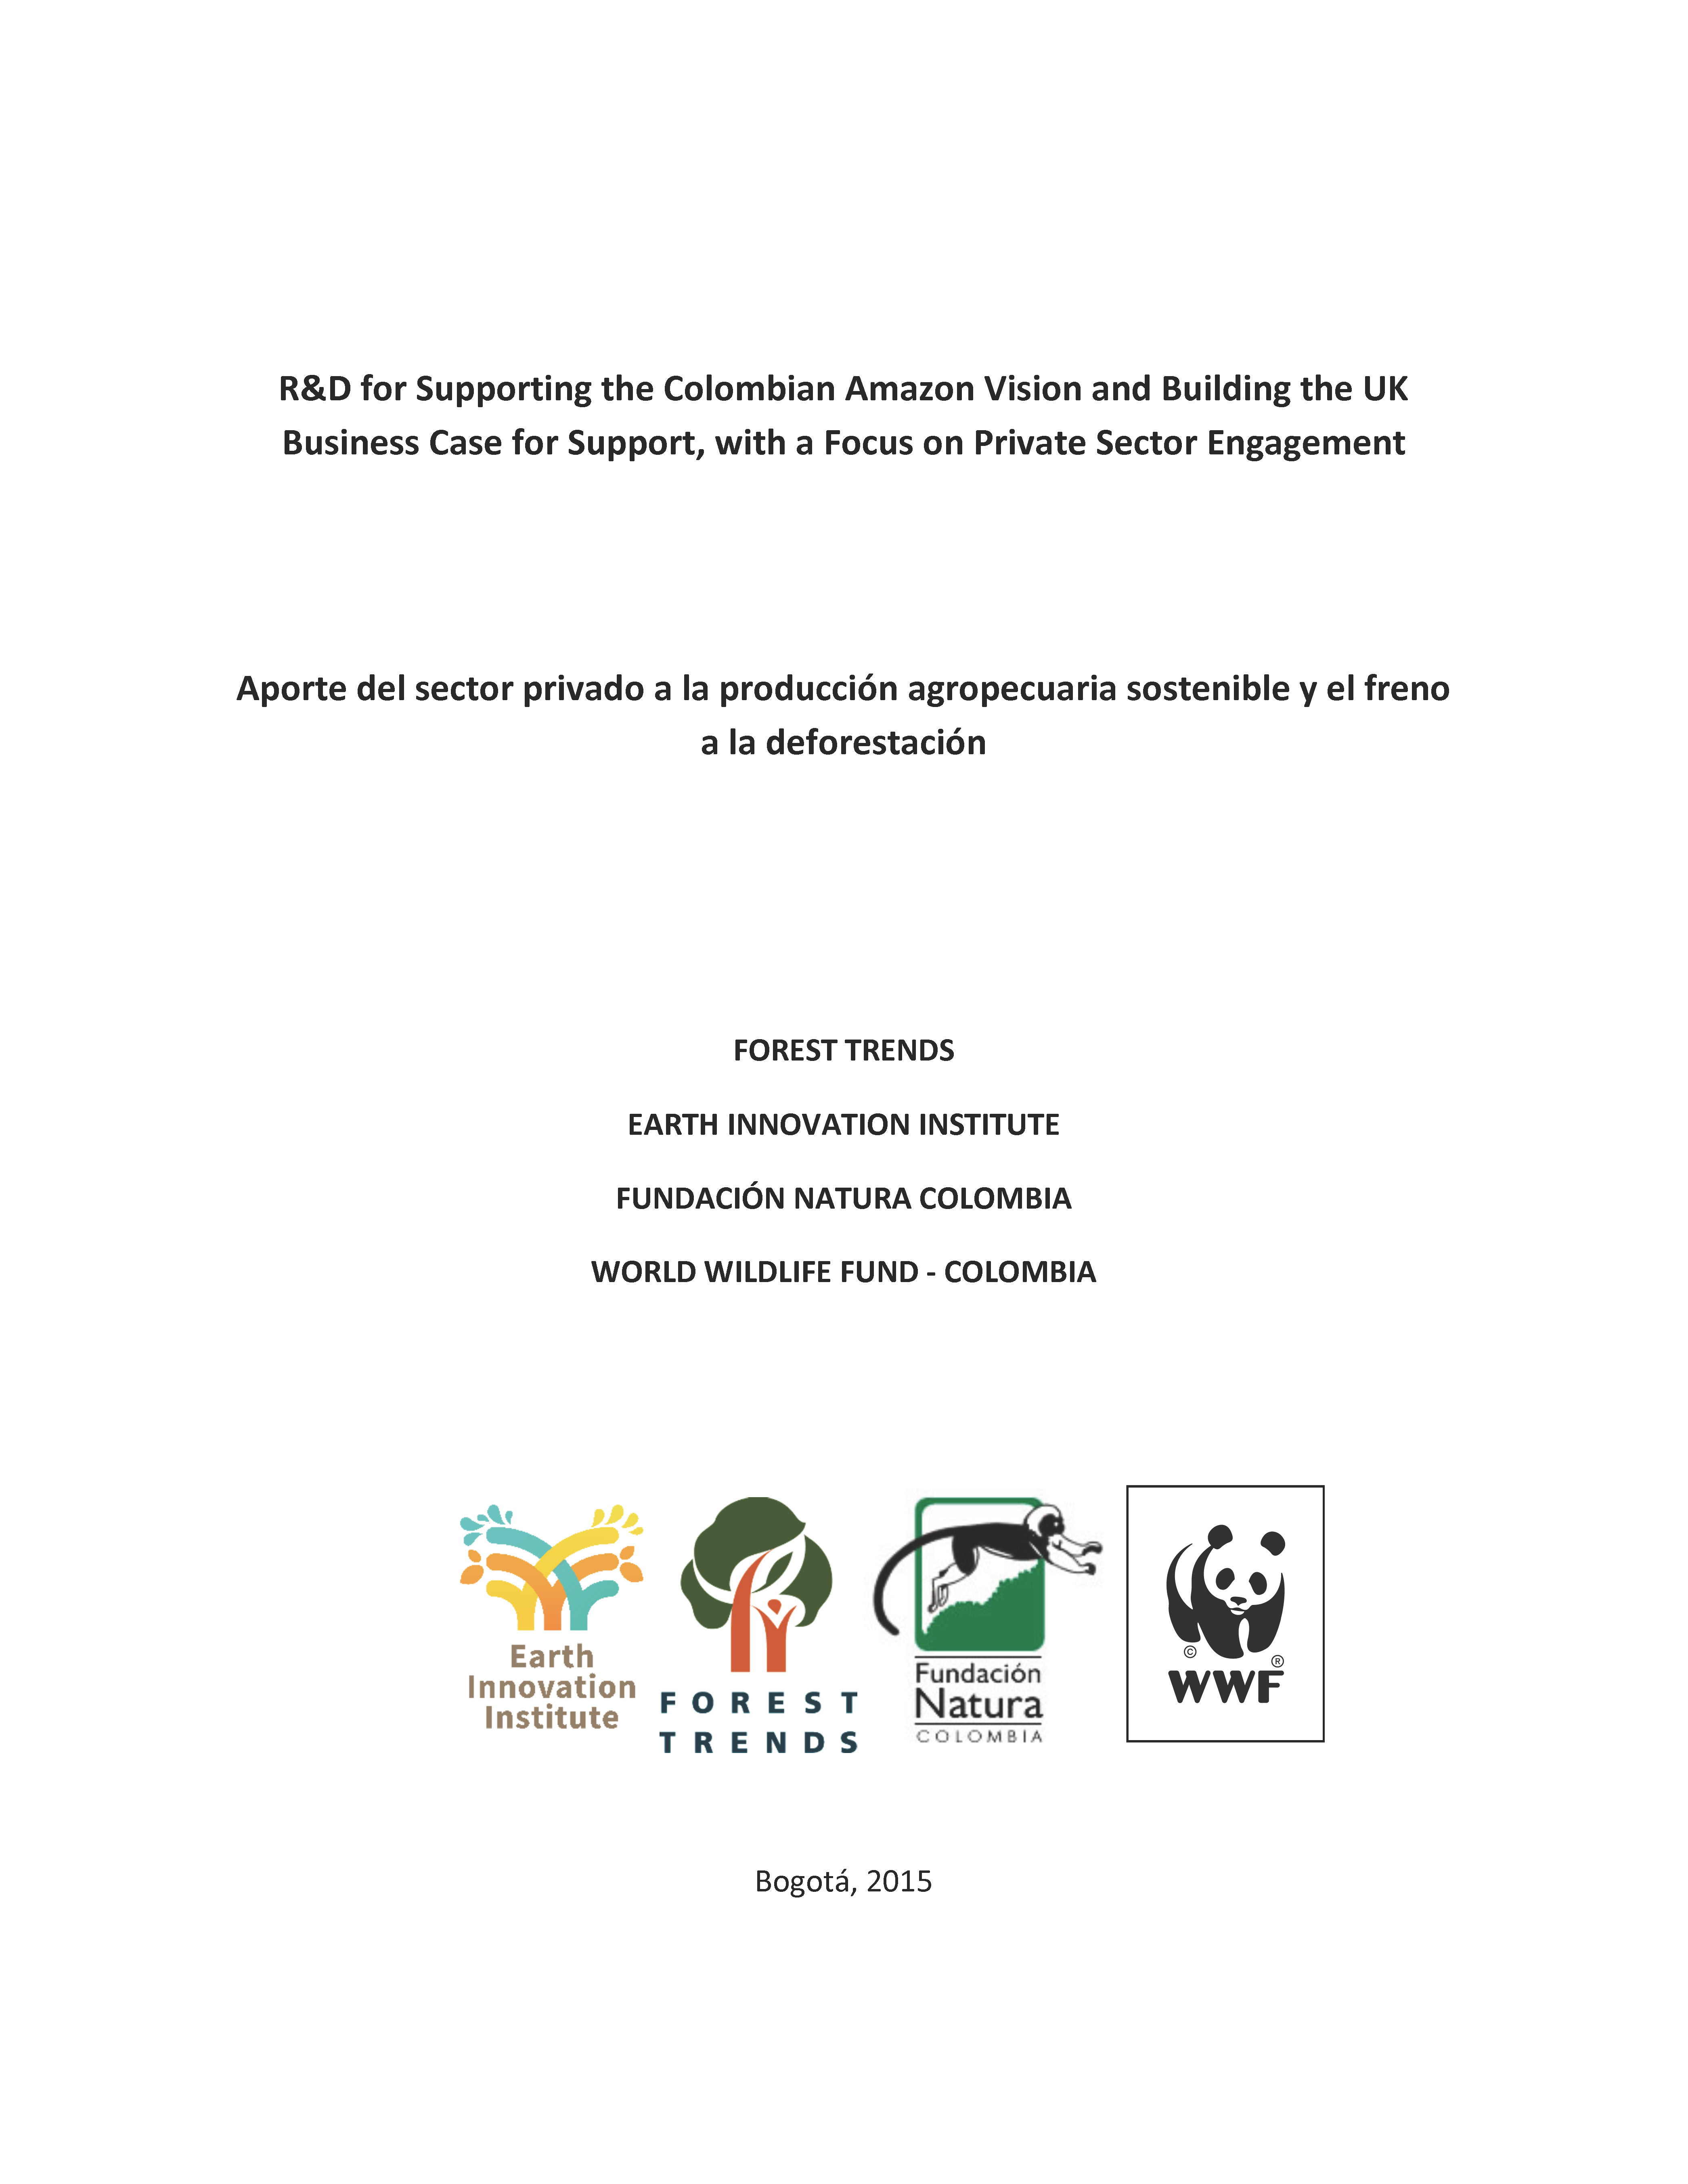 R&D for Supporting the Colombian Amazon Vision and Building the UK
Business Case for Support, with a Focus on Private Sector Engagement
Aporte del sector privado a la producción agropecuaria sostenible y el freno
a la deforestación
FOREST TRENDS
EARTH INNOVATION INSTITUTE
FUNDACIÓN NATURA COLOMBIA
WORLD WILDLIFE FUND - COLOMBIA
Earth
Innovation
Institute
FOREST
TRENDS
Fundación
Natura
COLOMBIA
©
®
WWF
Bogotá, 2015